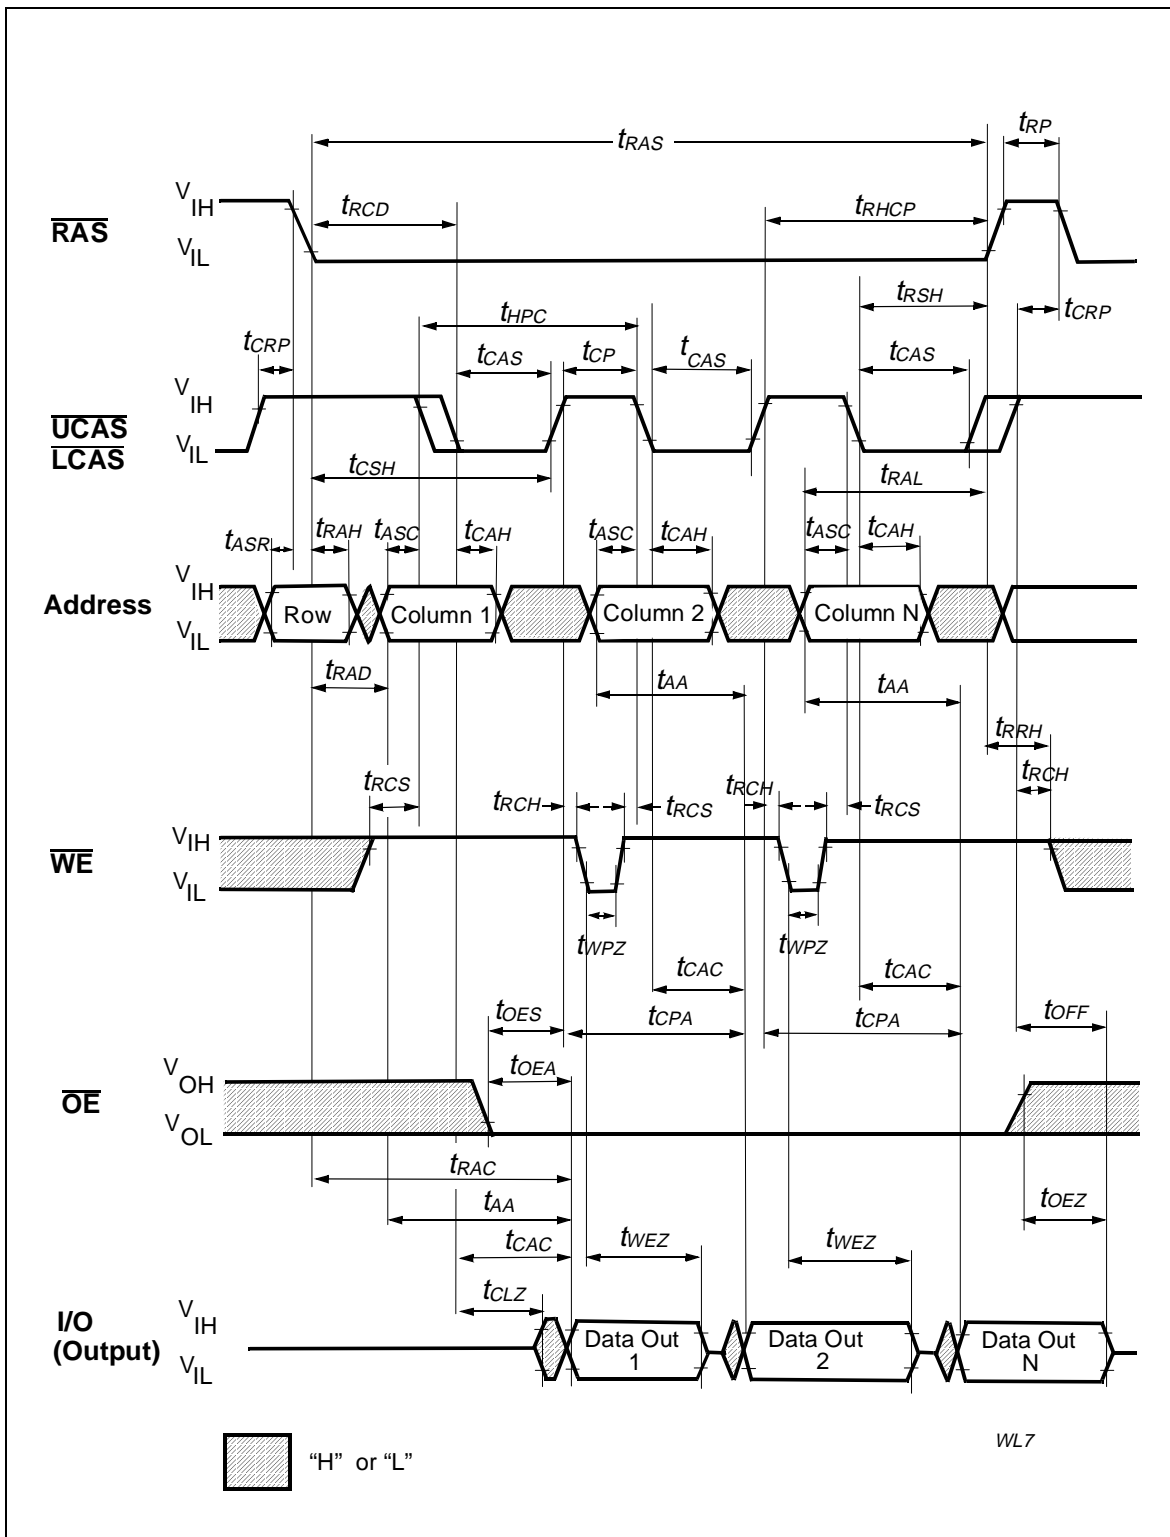 tRAS
tRP
VIH
RAS
VIL
tRCD
tRHCP
tRSH
tCRP
tHPC
tCRP
tCAS
tCP
tCAS
tCAS
VIH
UCAS
LCAS
VIL
tCSH
tRAL
tASR
tRAH
tASC
tCAH
tASC
tCAH
tASC
tCAH
VIH
Address
VIL
Row
Column 1
Column 2
Column N
tRAD
tAA
tAA
tRRH
tRCS
tRCH
tRCS
tRCH
tRCS
tRCH
VIH
WE
VIL
tWPZ
tWPZ
tCAC
tCAC
tOES
tCPA
tCPA
tOFF
tOEA
VOH
OE
VOL
tRAC
tAA
tOEZ
tCAC
tWEZ
tWEZ
tCLZ
I/O
(Output)
VIH
VIL
Data Out
1
Data Out
2
Data Out
N
WL7
“H” or “L”